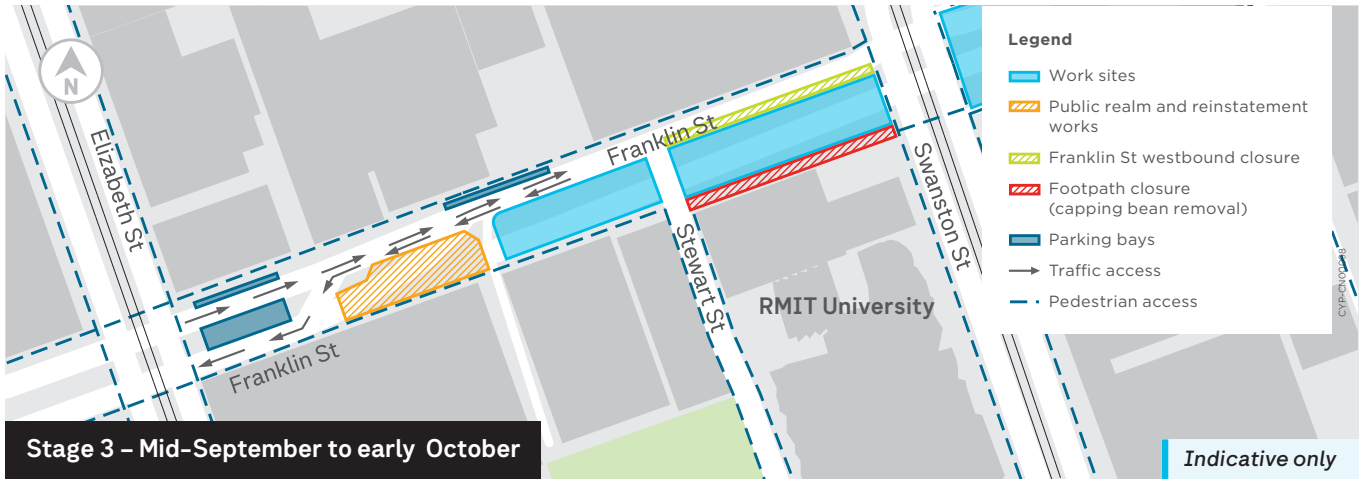 N
Elizabeth St
Franklin St
Franklin St
Stewart St
Swanston St
RMIT University
Legend
Work sites
Public realm and reinstatement
works
Franklin St westbound closure
Footpath closure
(capping bean removal)
Parking bays
Traffic access
Pedestrian access
Stage 3 – Mid-September to early October
Indicative only